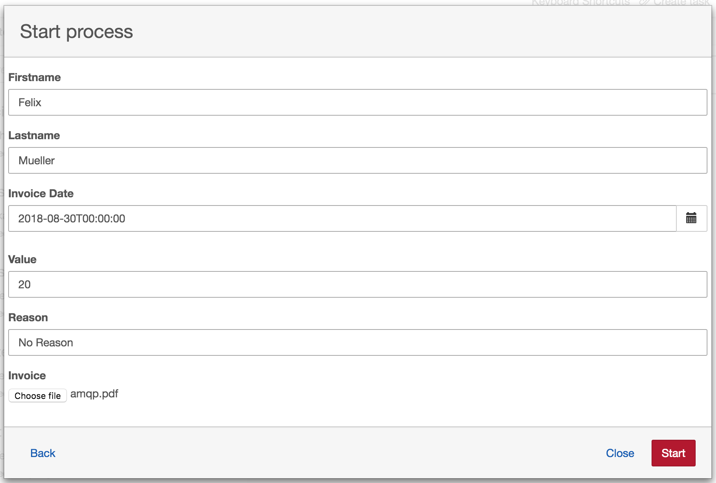 Keyboard Shortcuts Create task
Start process
Firstname
Felix
Lastname
Mueller
Invoice Date
2018-08-30T00:00:00
Value
20
Reason
No Reason
Invoice
Choose file amqp.pdf
Back Close Start